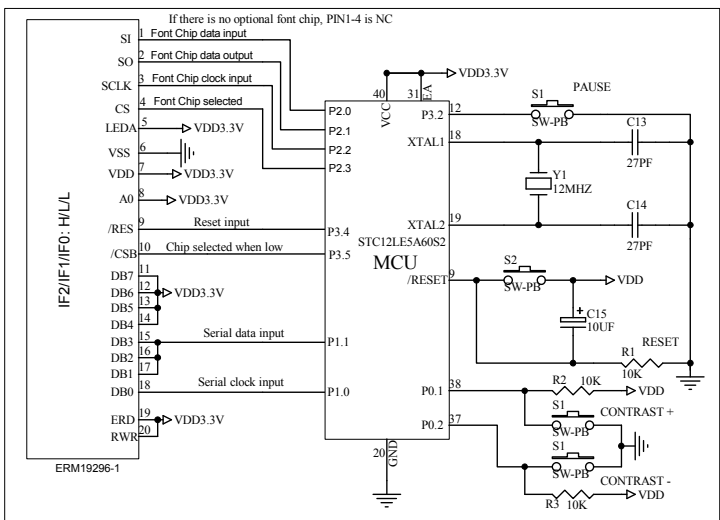 If there is no optional font chip, PIN1-4 is NC
IF2/IF1/IF0: H/L/L
SI 1 Font Chip data input
SO 2 Font Chip data output
SCLK 3 Font Chip clock input
CS 4 Font Chip selected
LEDA 5 VDD3.3V
VSS 6
VDD 7 VDD3.3V
A0 8 VDD3.3V
/RES 9 Reset input
/CSB 10 Chip selected when low
DB7 11
DB6 12 VDD3.3V
DB5 13
DB4 14
DB3 15 Serial data input
DB2 16
DB1 17
DB0 18 Serial clock input
ERD 19 VDD3.3V
RWR 20
ERM19296-1
P2.0
P2.1
P2.2
P2.3
P3.4
P3.5
P1.1
P1.0
40 31 VDD3.3V
VCC EA
STC12LE5A60S2
MCU
20 GND
P3.2 12
XTAL1 18
XTAL2 19
/RESET 9
P0.1 38
P0.2 37
S1 PAUSE
SW-PB
C13
27PF
Y1
12MHZ
C14
27PF
S2
SW-PB VDD
C15
+
10UF
RESET
R1
10K
R2 10K VDD
S1 CONTRAST +
SW-PB
S1
SW-PB
CONTRAST -
R3 10K VDD